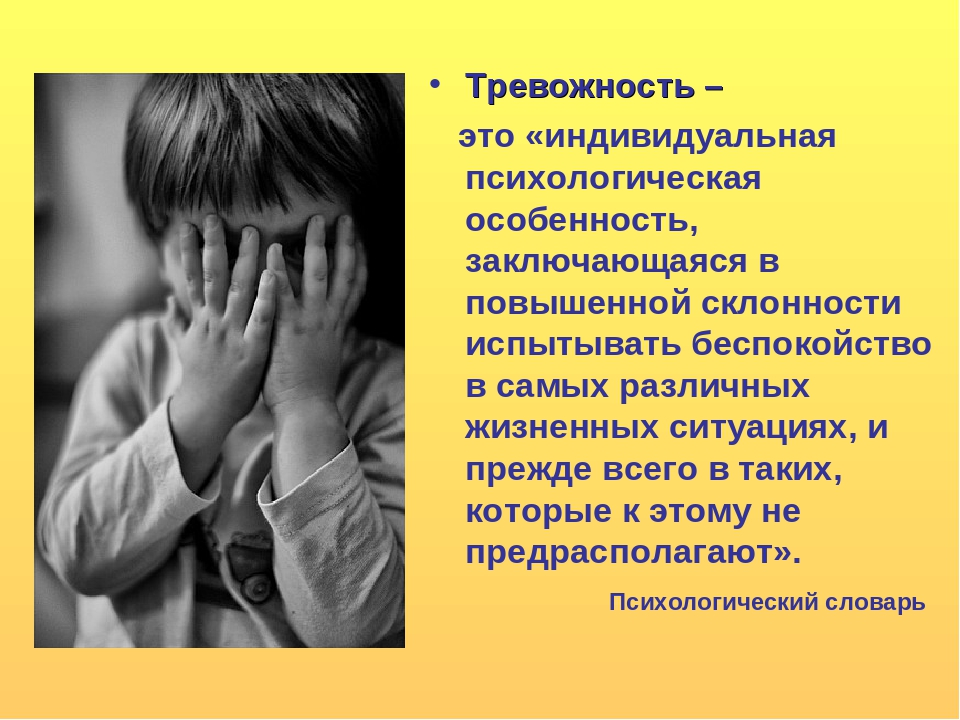 • Тревожность –
это «индивидуальная
психологическая
особенность,
заключающаяся в
повышенной склонности
испытывать беспокойство
в самых различных
жизненных ситуациях, и
прежде всего в таких,
которые к этому не
предрасполагают».
Психологический словарь